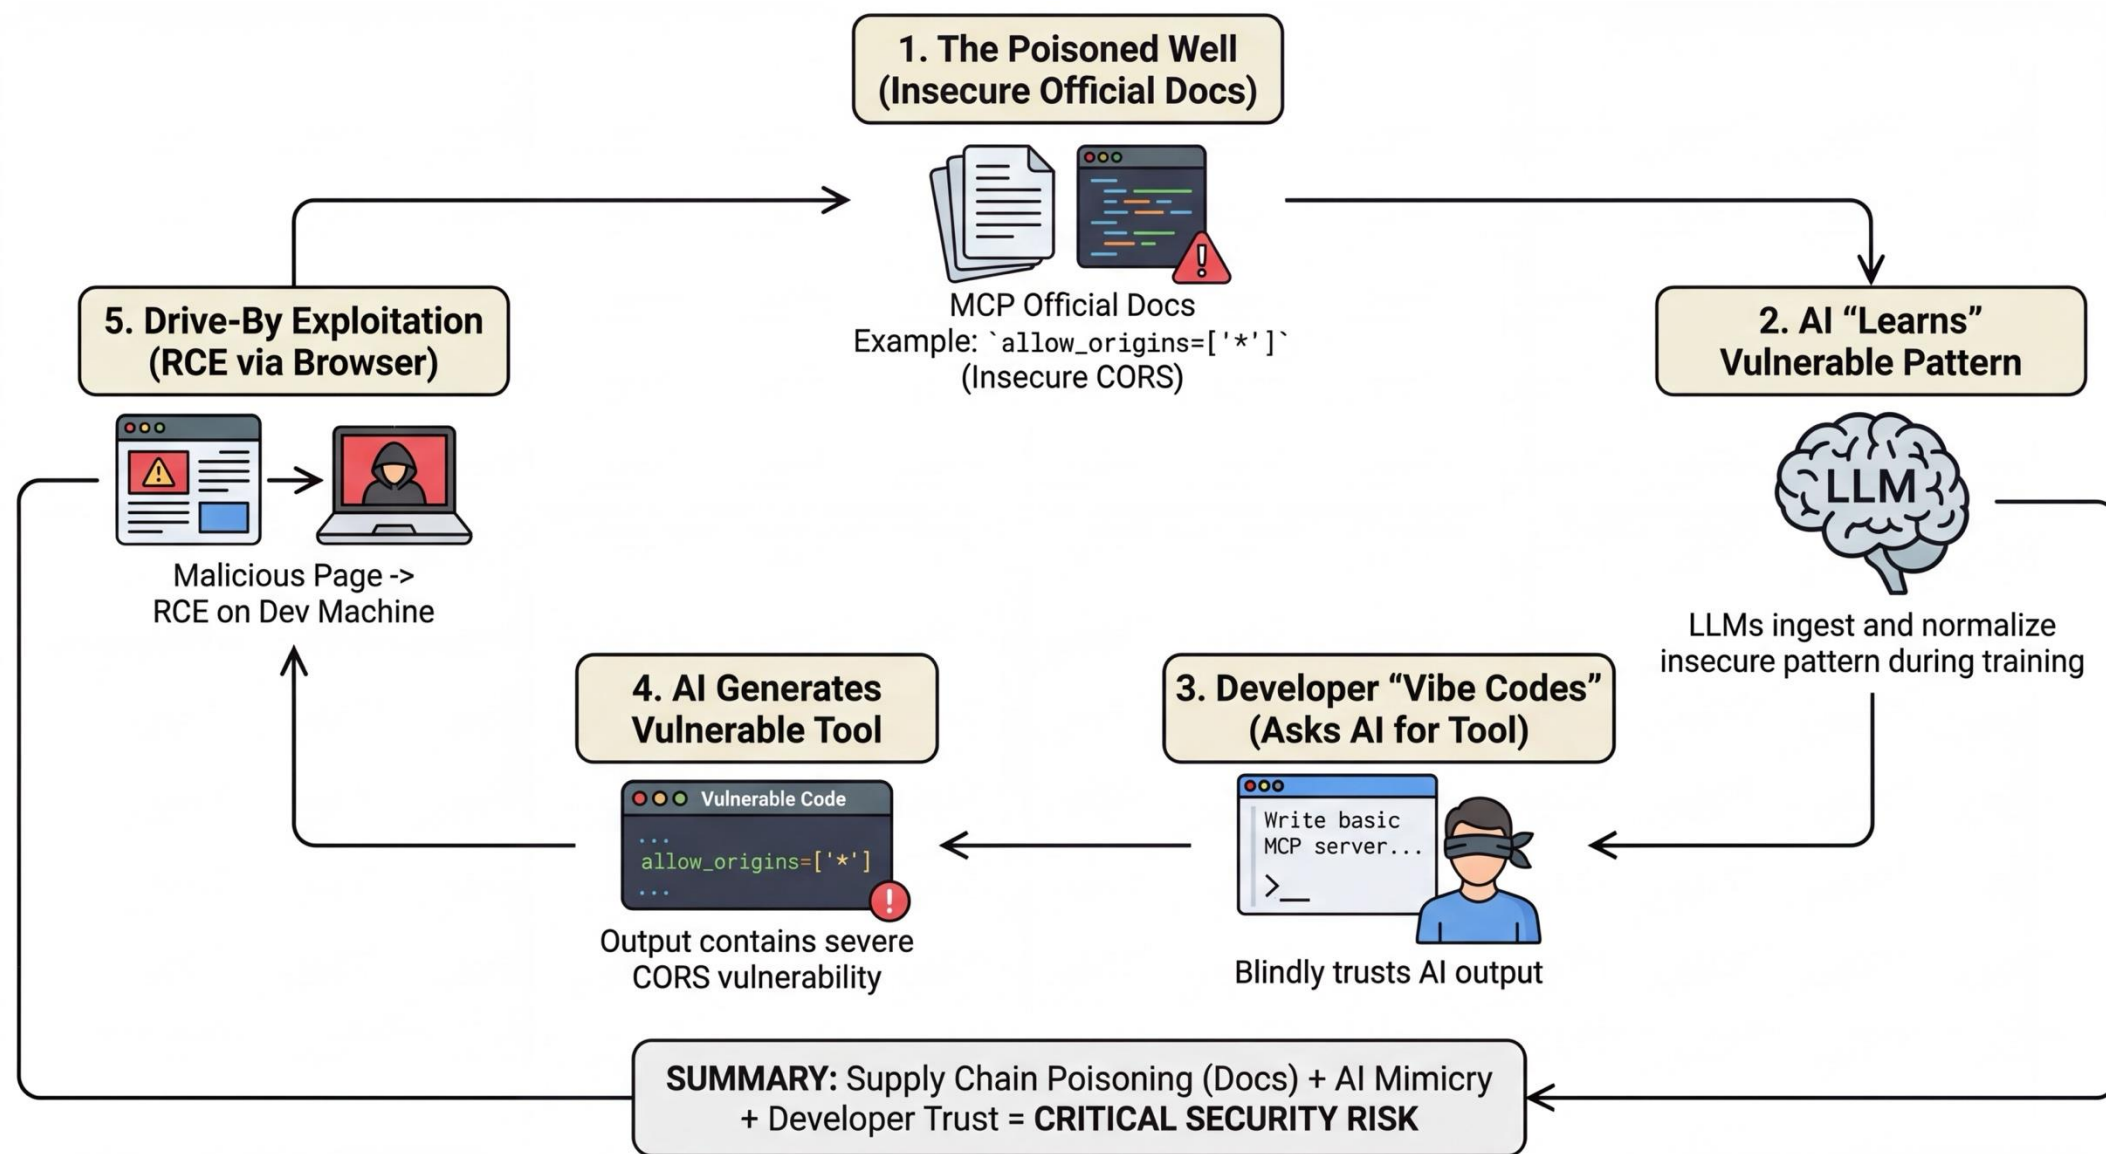 1. The Poisoned Well
(Insecure Official Docs)
MCP Official Docs
Example: `allow_origins=['*']`
(Insecure CORS)
2. AI “Learns”
Vulnerable Pattern
LLM
LLMs ingest and normalize
insecure pattern during training
3. Developer “Vibe Codes”
(Asks AI for Tool)
Write basic
MCP server...
>_
Blindly trusts AI output
4. AI Generates
Vulnerable Tool
Vulnerable Code
...
allow_origins=['*']
...
Output contains severe
CORS vulnerability
5. Drive-By Exploitation
(RCE via Browser)
Malicious Page ->
RCE on Dev Machine
SUMMARY: Supply Chain Poisoning (Docs) + AI Mimicry
+ Developer Trust = CRITICAL SECURITY RISK